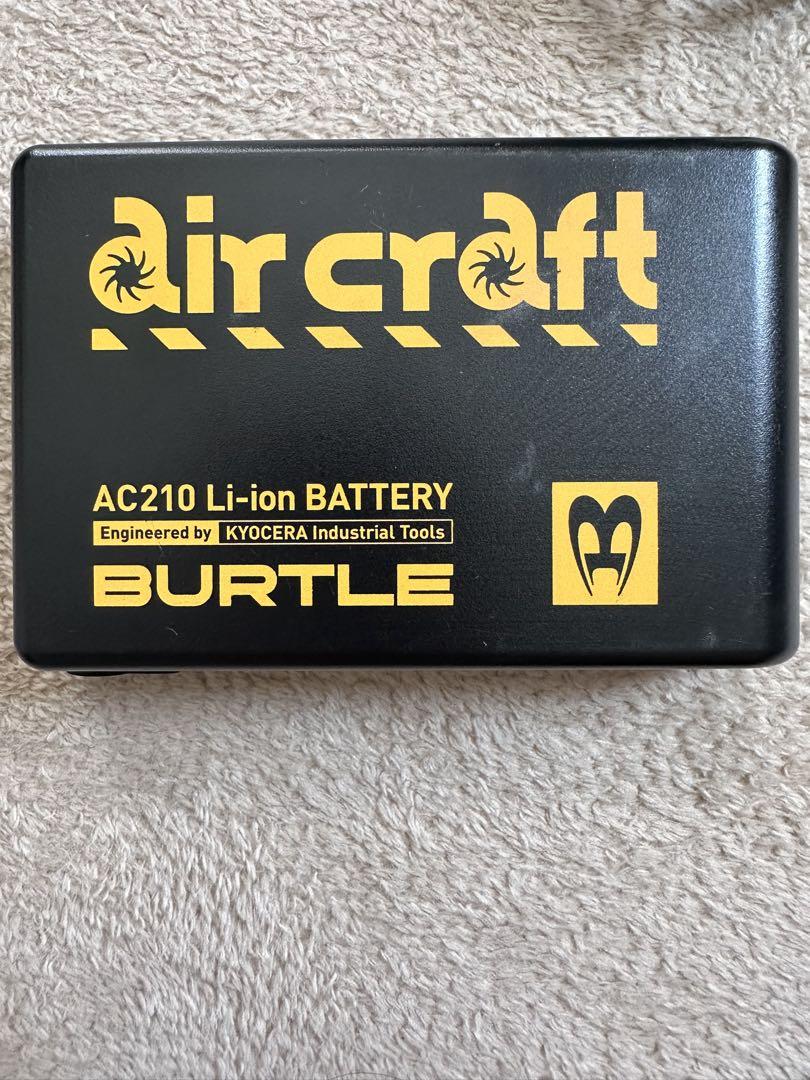 air craft
AC210 Li-ion BATTERY
Engineered by KYOCERA Industrial Tools
BURTLE